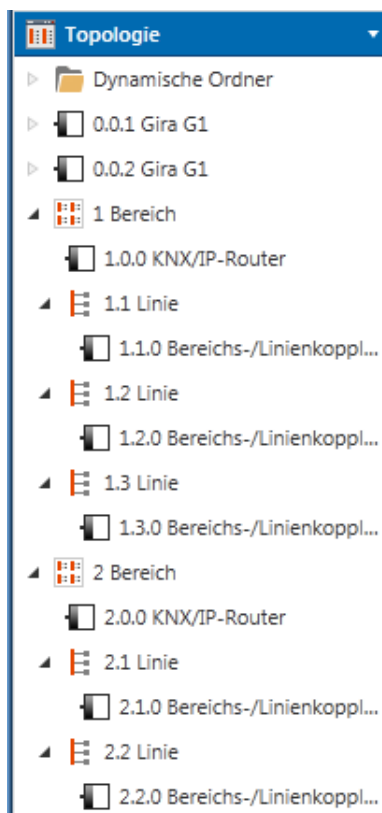 Topologie
Dynamische Ordner
0.0.1 Gira G1
0.0.2 Gira G1
1 Bereich
1.0.0 KNX/IP-Router
1.1 Linie
1.1.0 Bereichs-/Linienkoppl...
1.2 Linie
1.2.0 Bereichs-/Linienkoppl...
1.3 Linie
1.3.0 Bereichs-/Linienkoppl...
2 Bereich
2.0.0 KNX/IP-Router
2.1 Linie
2.1.0 Bereichs-/Linienkoppl...
2.2 Linie
2.2.0 Bereichs-/Linienkoppl...